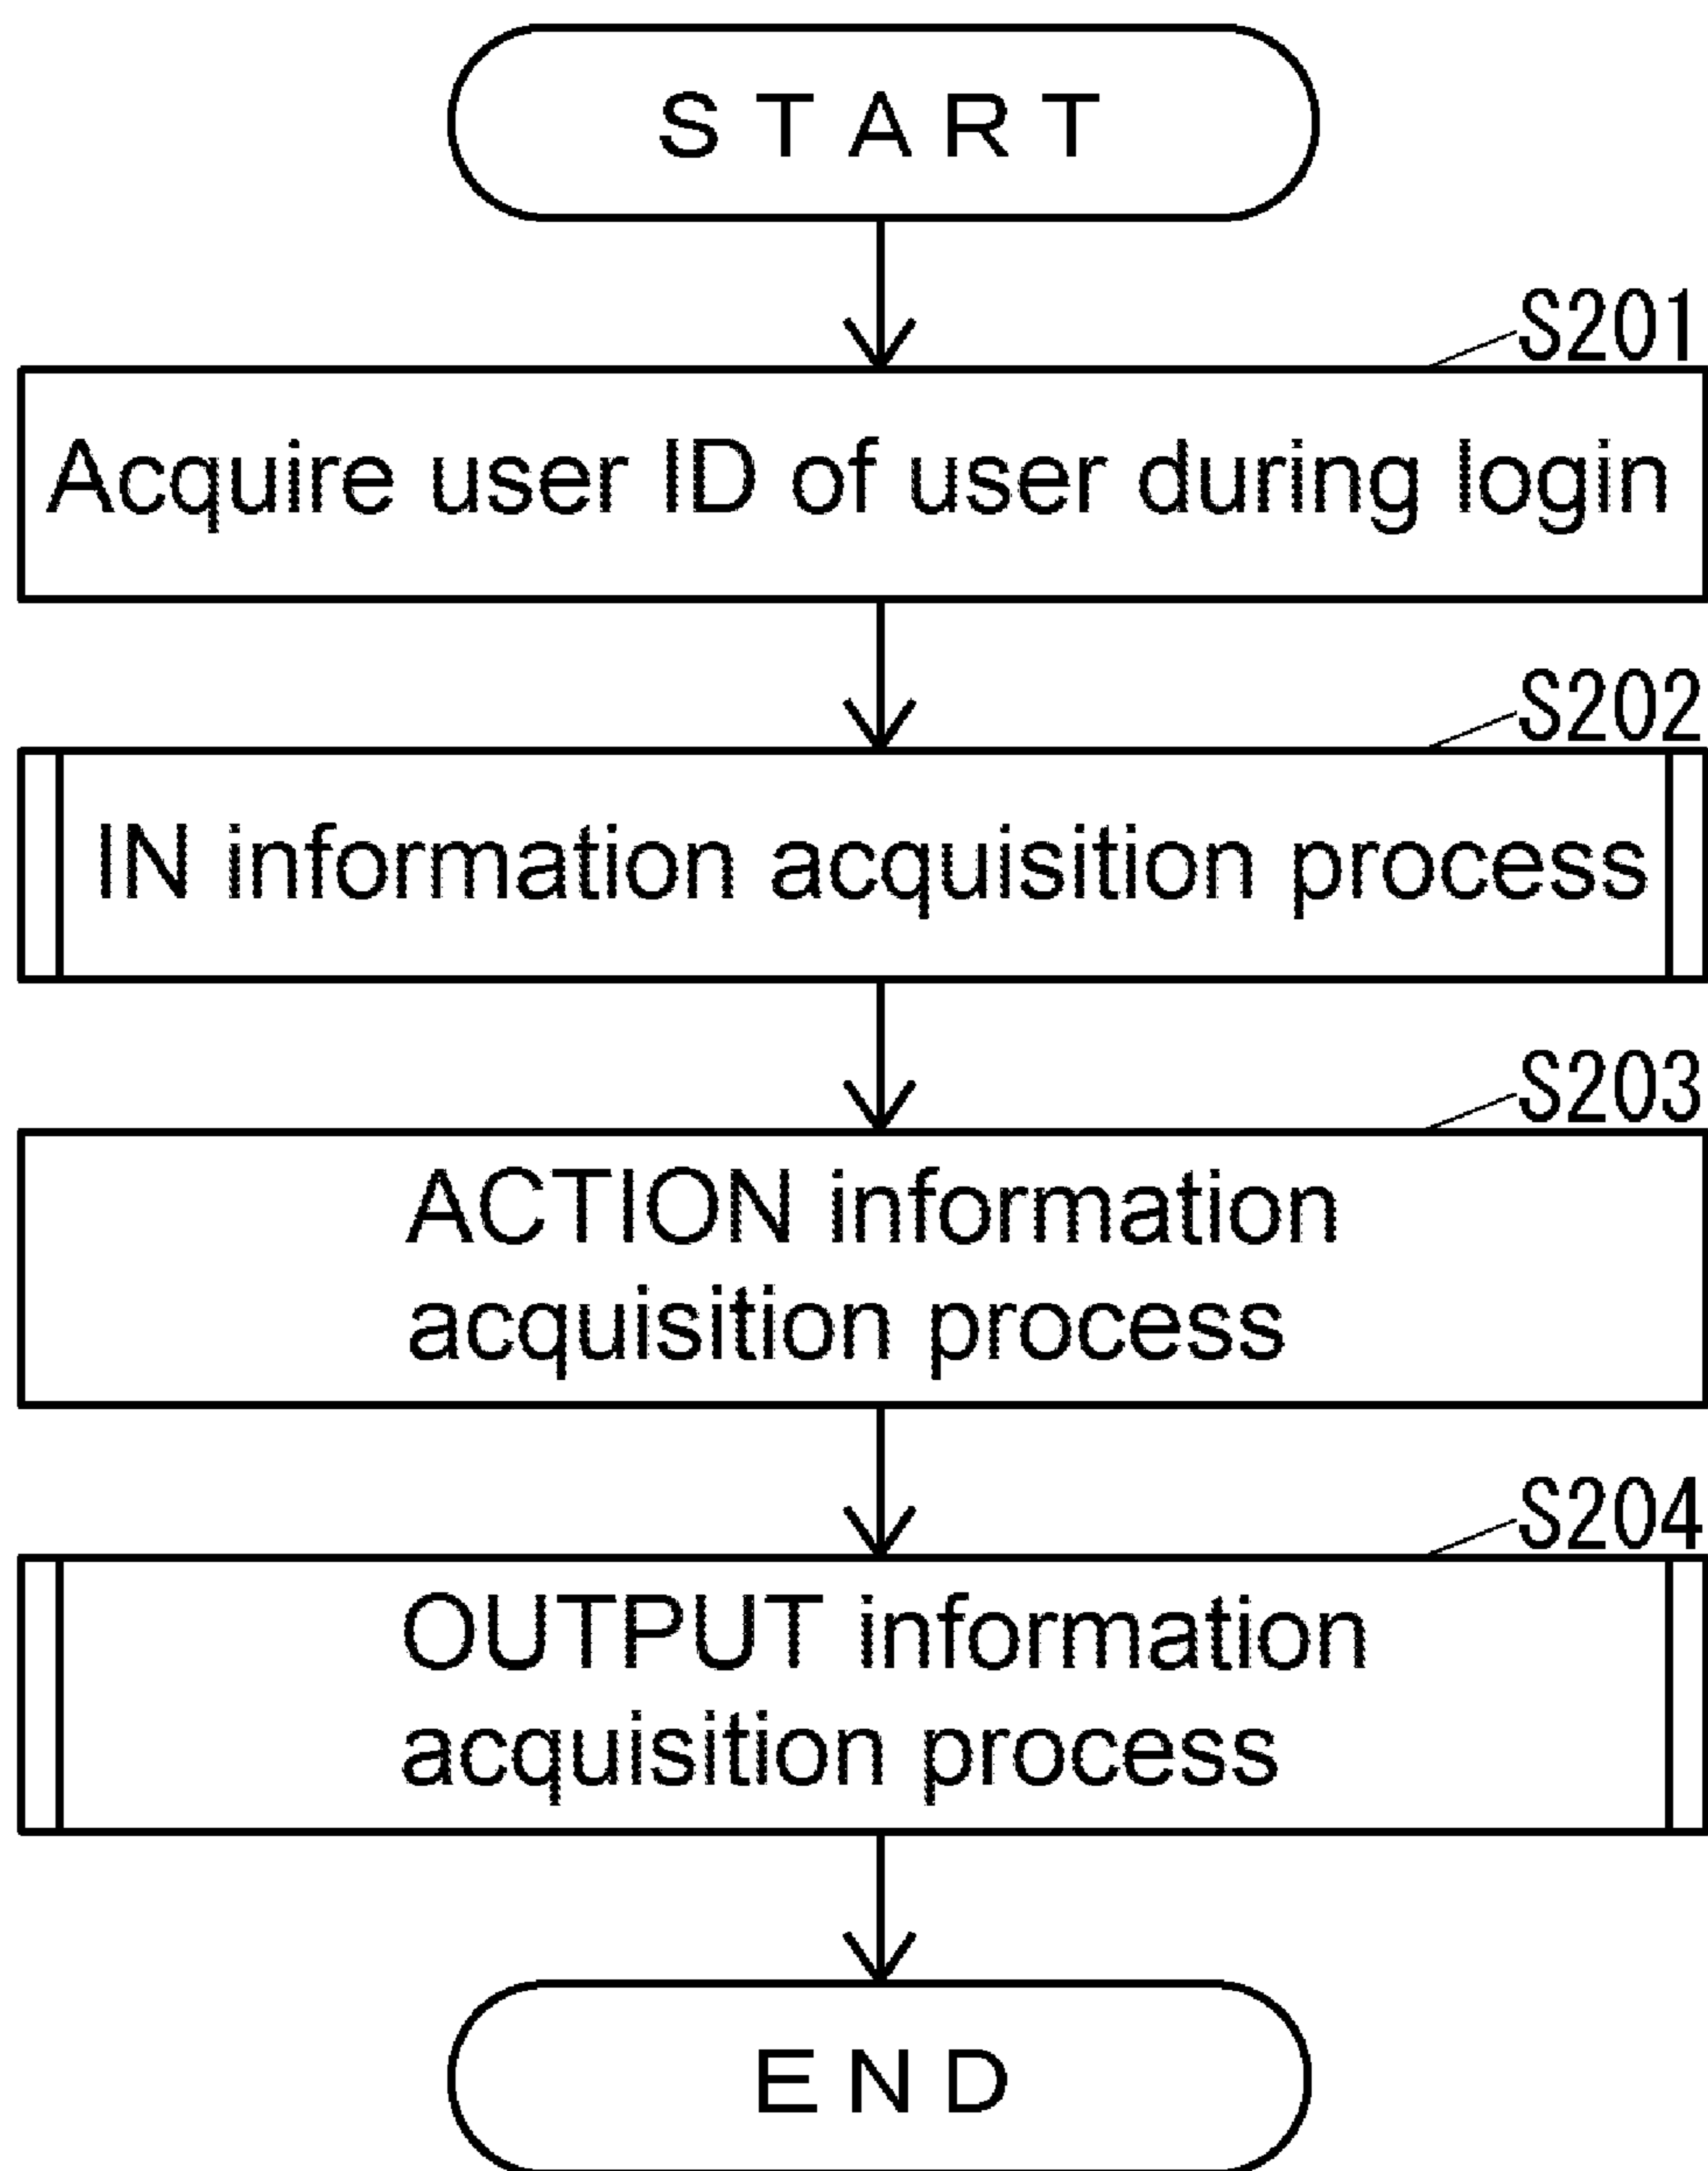 START
S201
Acquire user ID of user during login
S202
IN information acquisition process
S203
ACTION information
acquisition process
S204
OUTPUT information
acquisition process
END